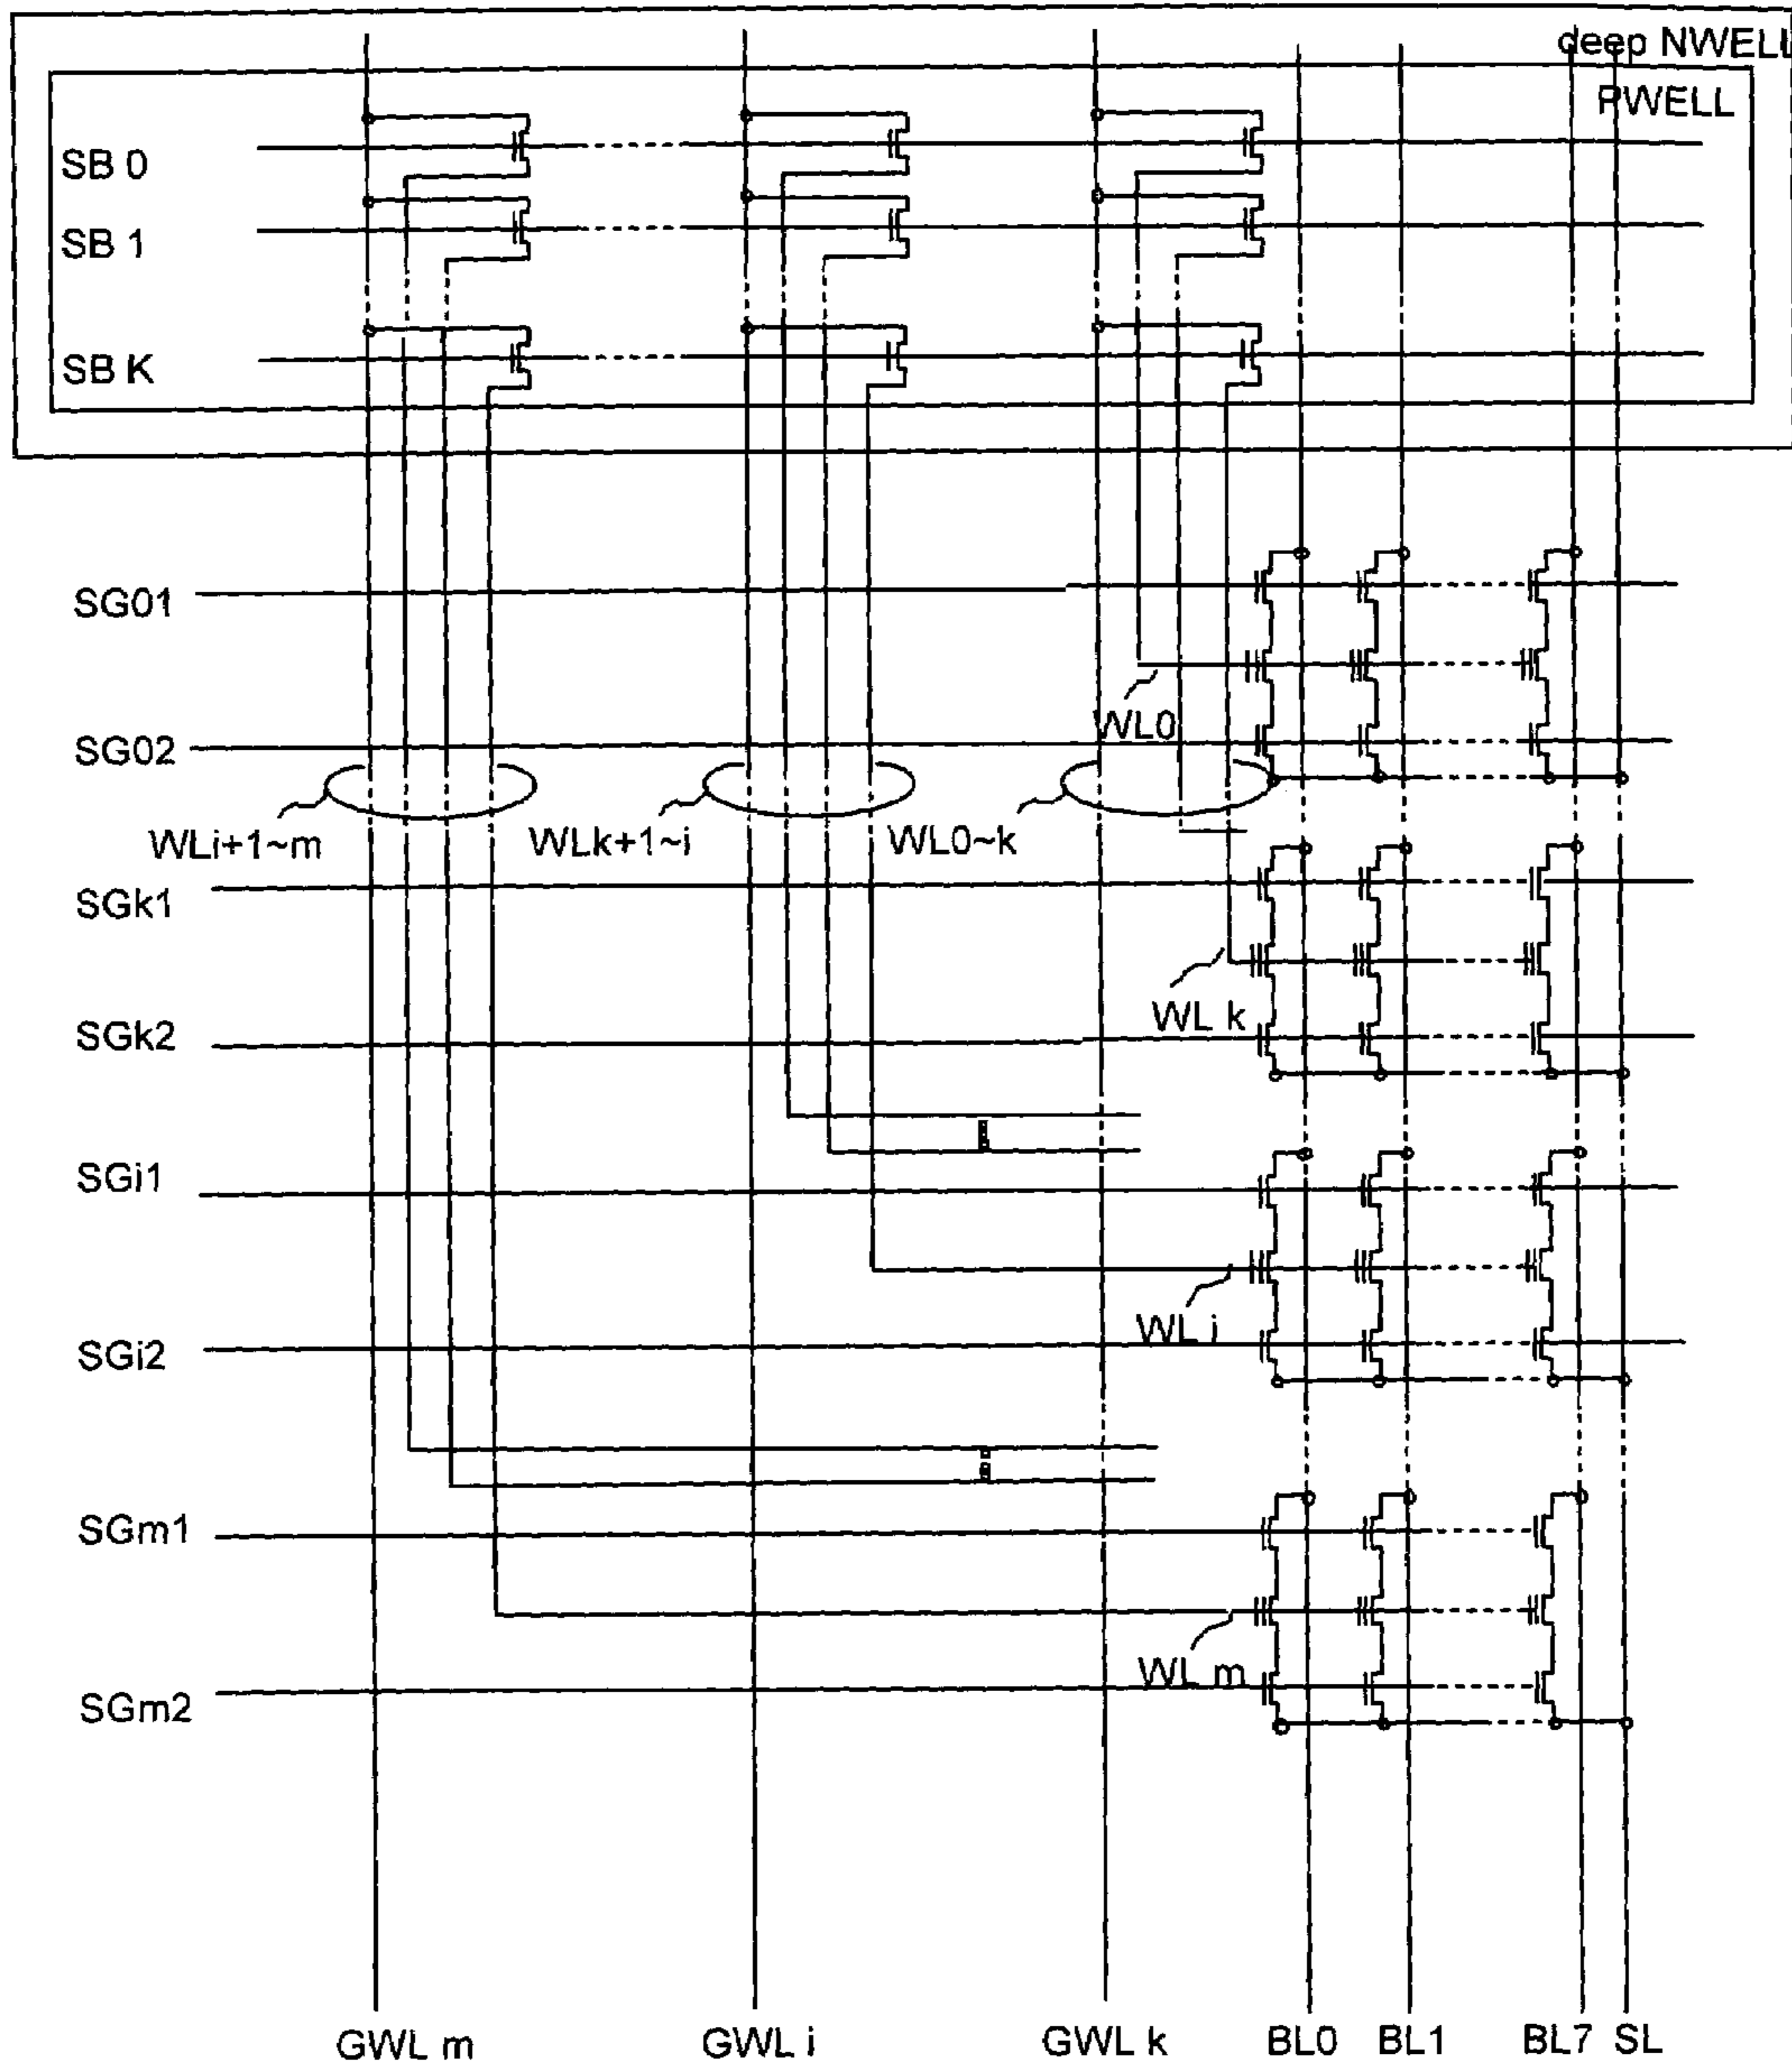 deep NWELL
PWELL
SB 0
SB 1
SB K
SG01
WL0
SG02
WLi+1~m
WLk+1~i
WL0~k
SGk1
WL k
SGk2
SGi1
WL i
SGi2
SGm1
WL m
SGm2
GWL m
GWL i
GWL k
BL0
BL1
BL7
SL